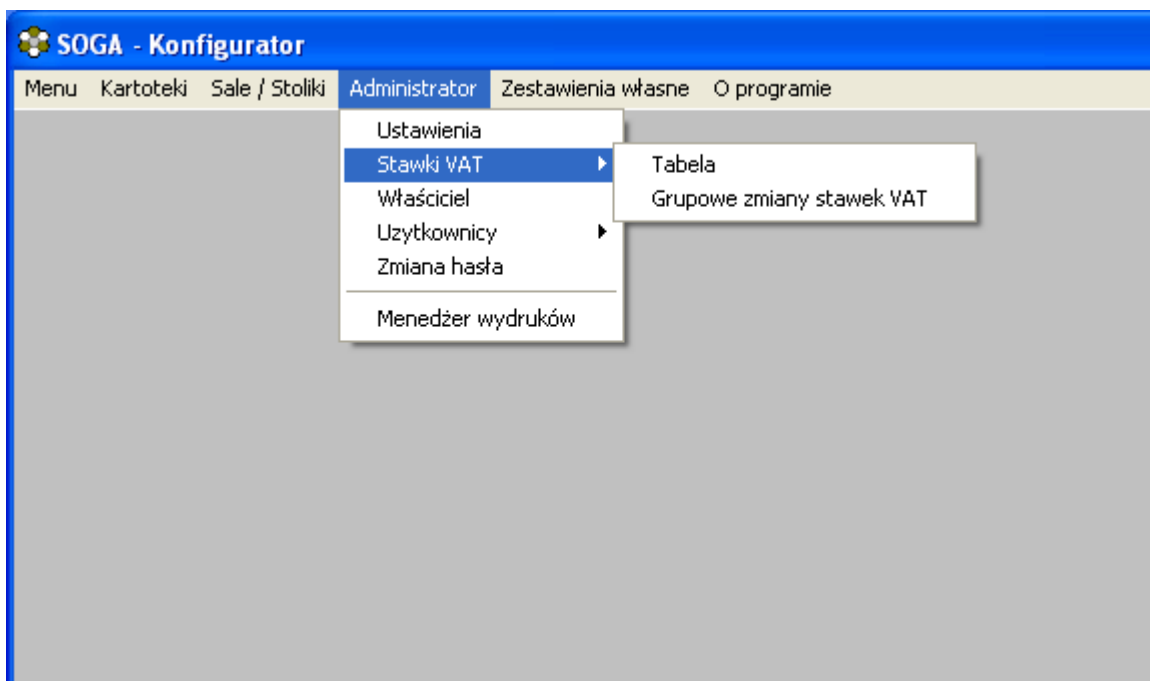 SOGA - Konfigurator
Menu Kartoteki Sale / Stoliki Administrator Zestawienia własne O programie
Ustawienia
Stawki VAT
Tabela
Grupowe zmiany stawek VAT
Właściciel
Uzytkownicy
Zmiana hasła
Menedżer wydruków